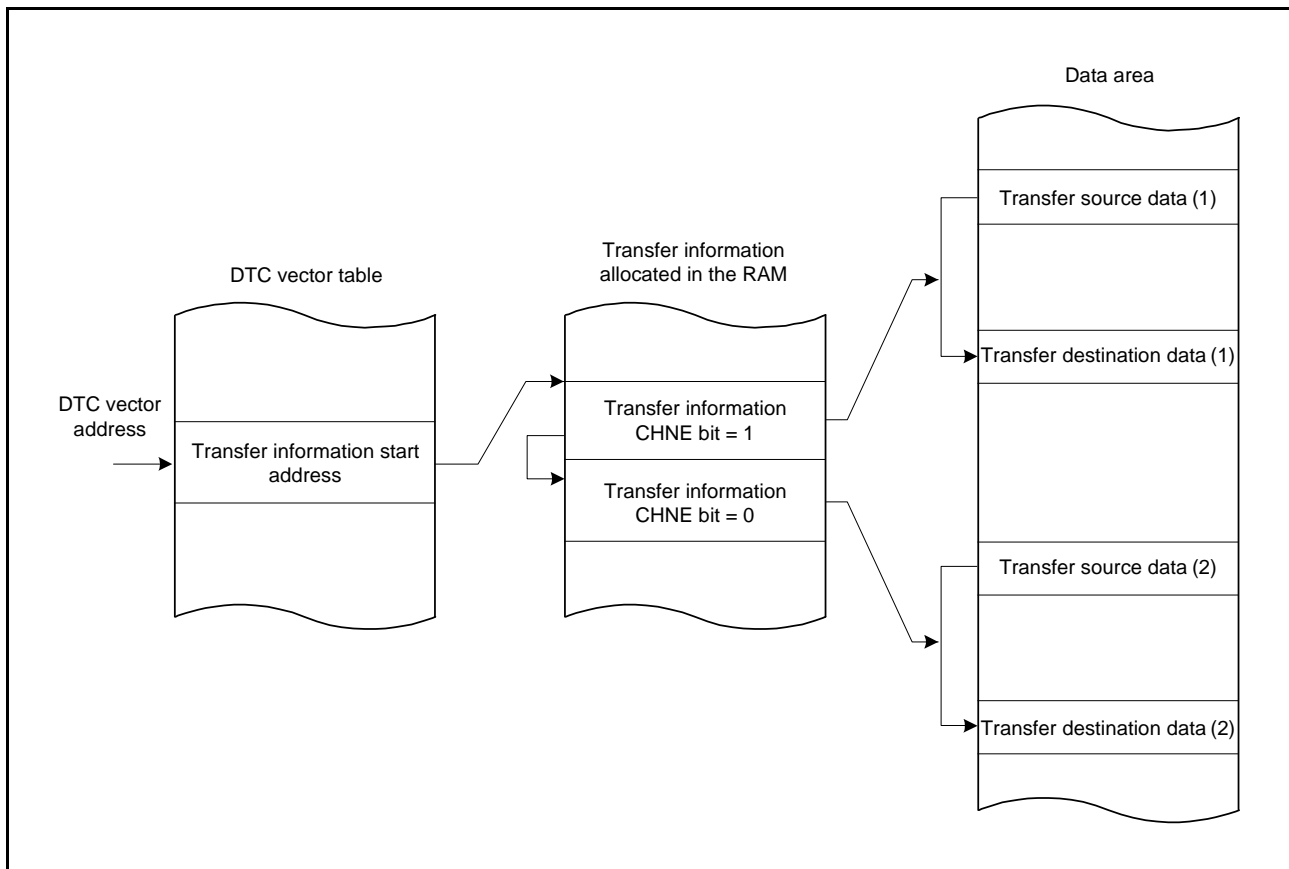 Data area
Transfer source data (1)
Transfer information
allocated in the RAM
DTC vector table
Transfer destination data (1)
DTC vector
address
Transfer information
CHNE bit = 1
Transfer information start
address
Transfer information
CHNE bit = 0
Transfer source data (2)
Transfer destination data (2)